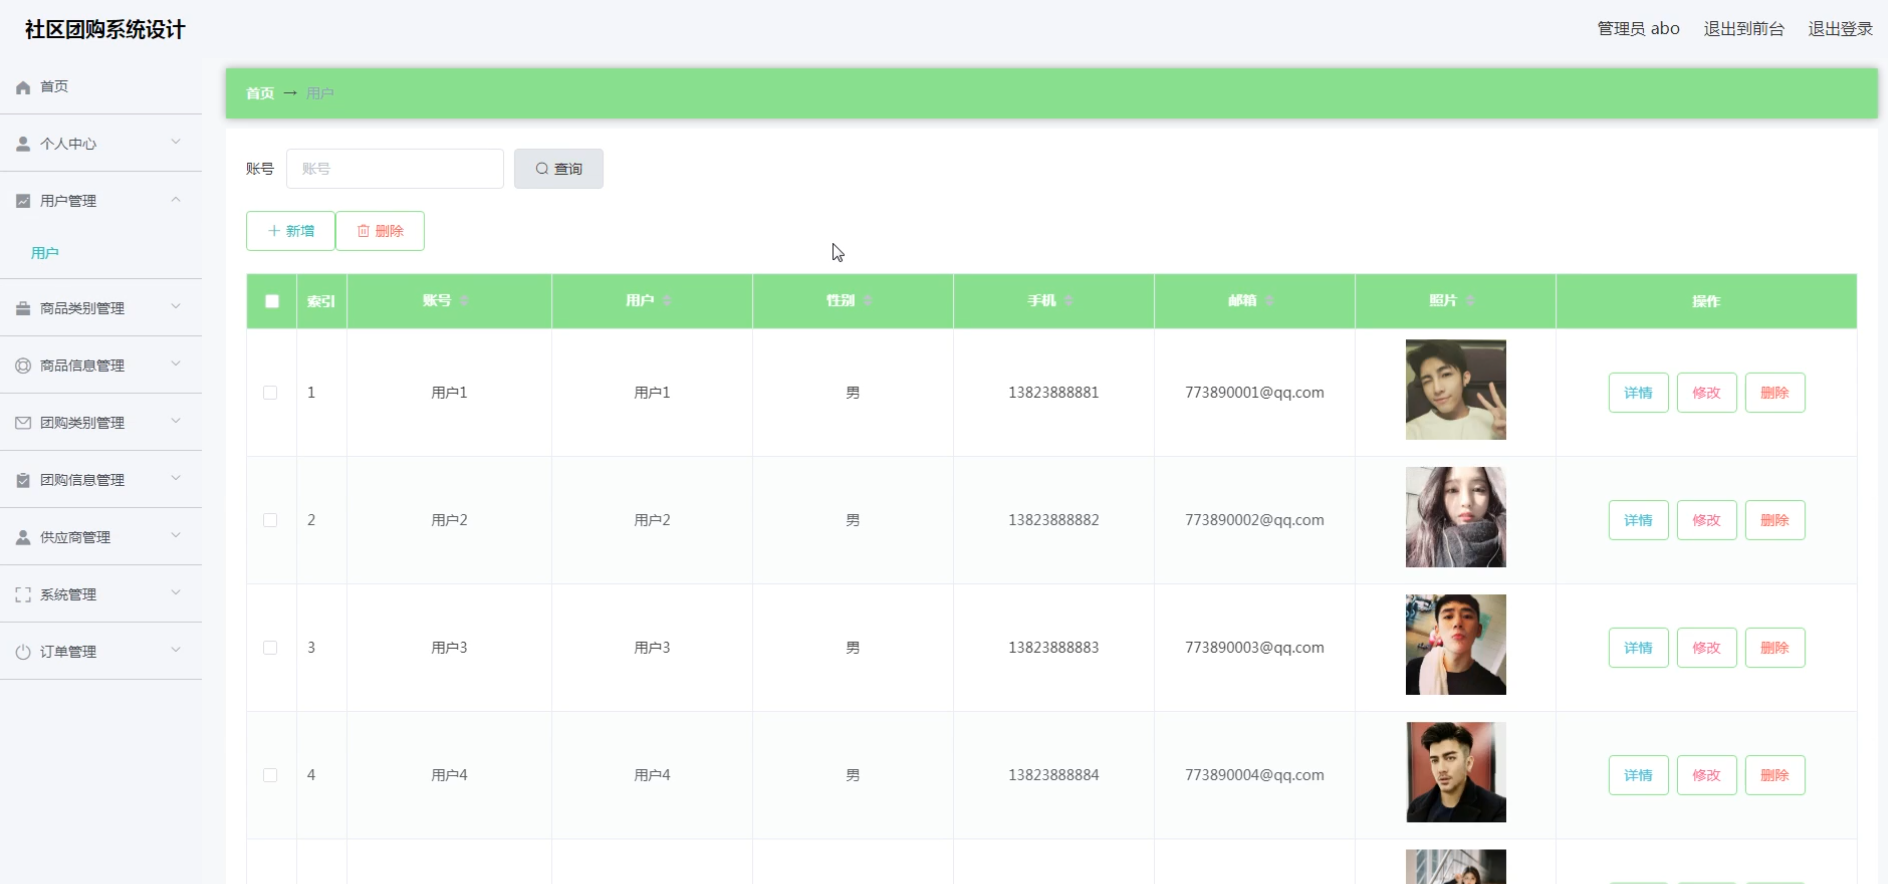 社区团购系统设计
管理员 abo 退出到前台 退出登录
首页
个人中心
用户管理
用户
商品类别管理
商品信息管理
团购类别管理
团购信息管理
供应商管理
系统管理
订单管理
首页 → 用户
账号 账号 查询
新增 删除
索引 账号 用户 性别 手机 邮箱 照片 操作
1 用户1 用户1 男 13823888881 773890001@qq.com 详情 修改 删除
2 用户2 用户2 男 13823888882 773890002@qq.com 详情 修改 删除
3 用户3 用户3 男 13823888883 773890003@qq.com 详情 修改 删除
4 用户4 用户4 男 13823888884 773890004@qq.com 详情 修改 删除